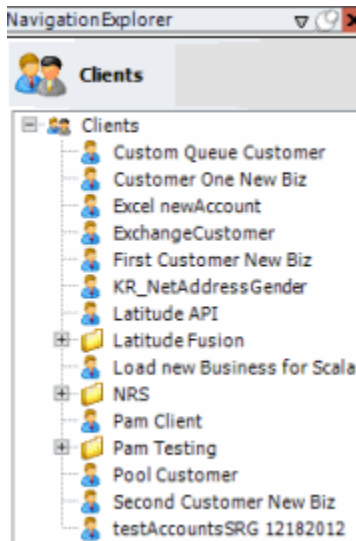 NavigationExplorer
Clients
Clients
Custom Queue Customer
Customer One New Biz
Excel newAccount
ExchangeCustomer
First Customer New Biz
KR_NetAddressGender
Latitude API
Latitude Fusion
Load new Business for Scala
NRS
Pam Client
Pam Testing
Pool Customer
Second Customer New Biz
testAccountsSRG 12182012